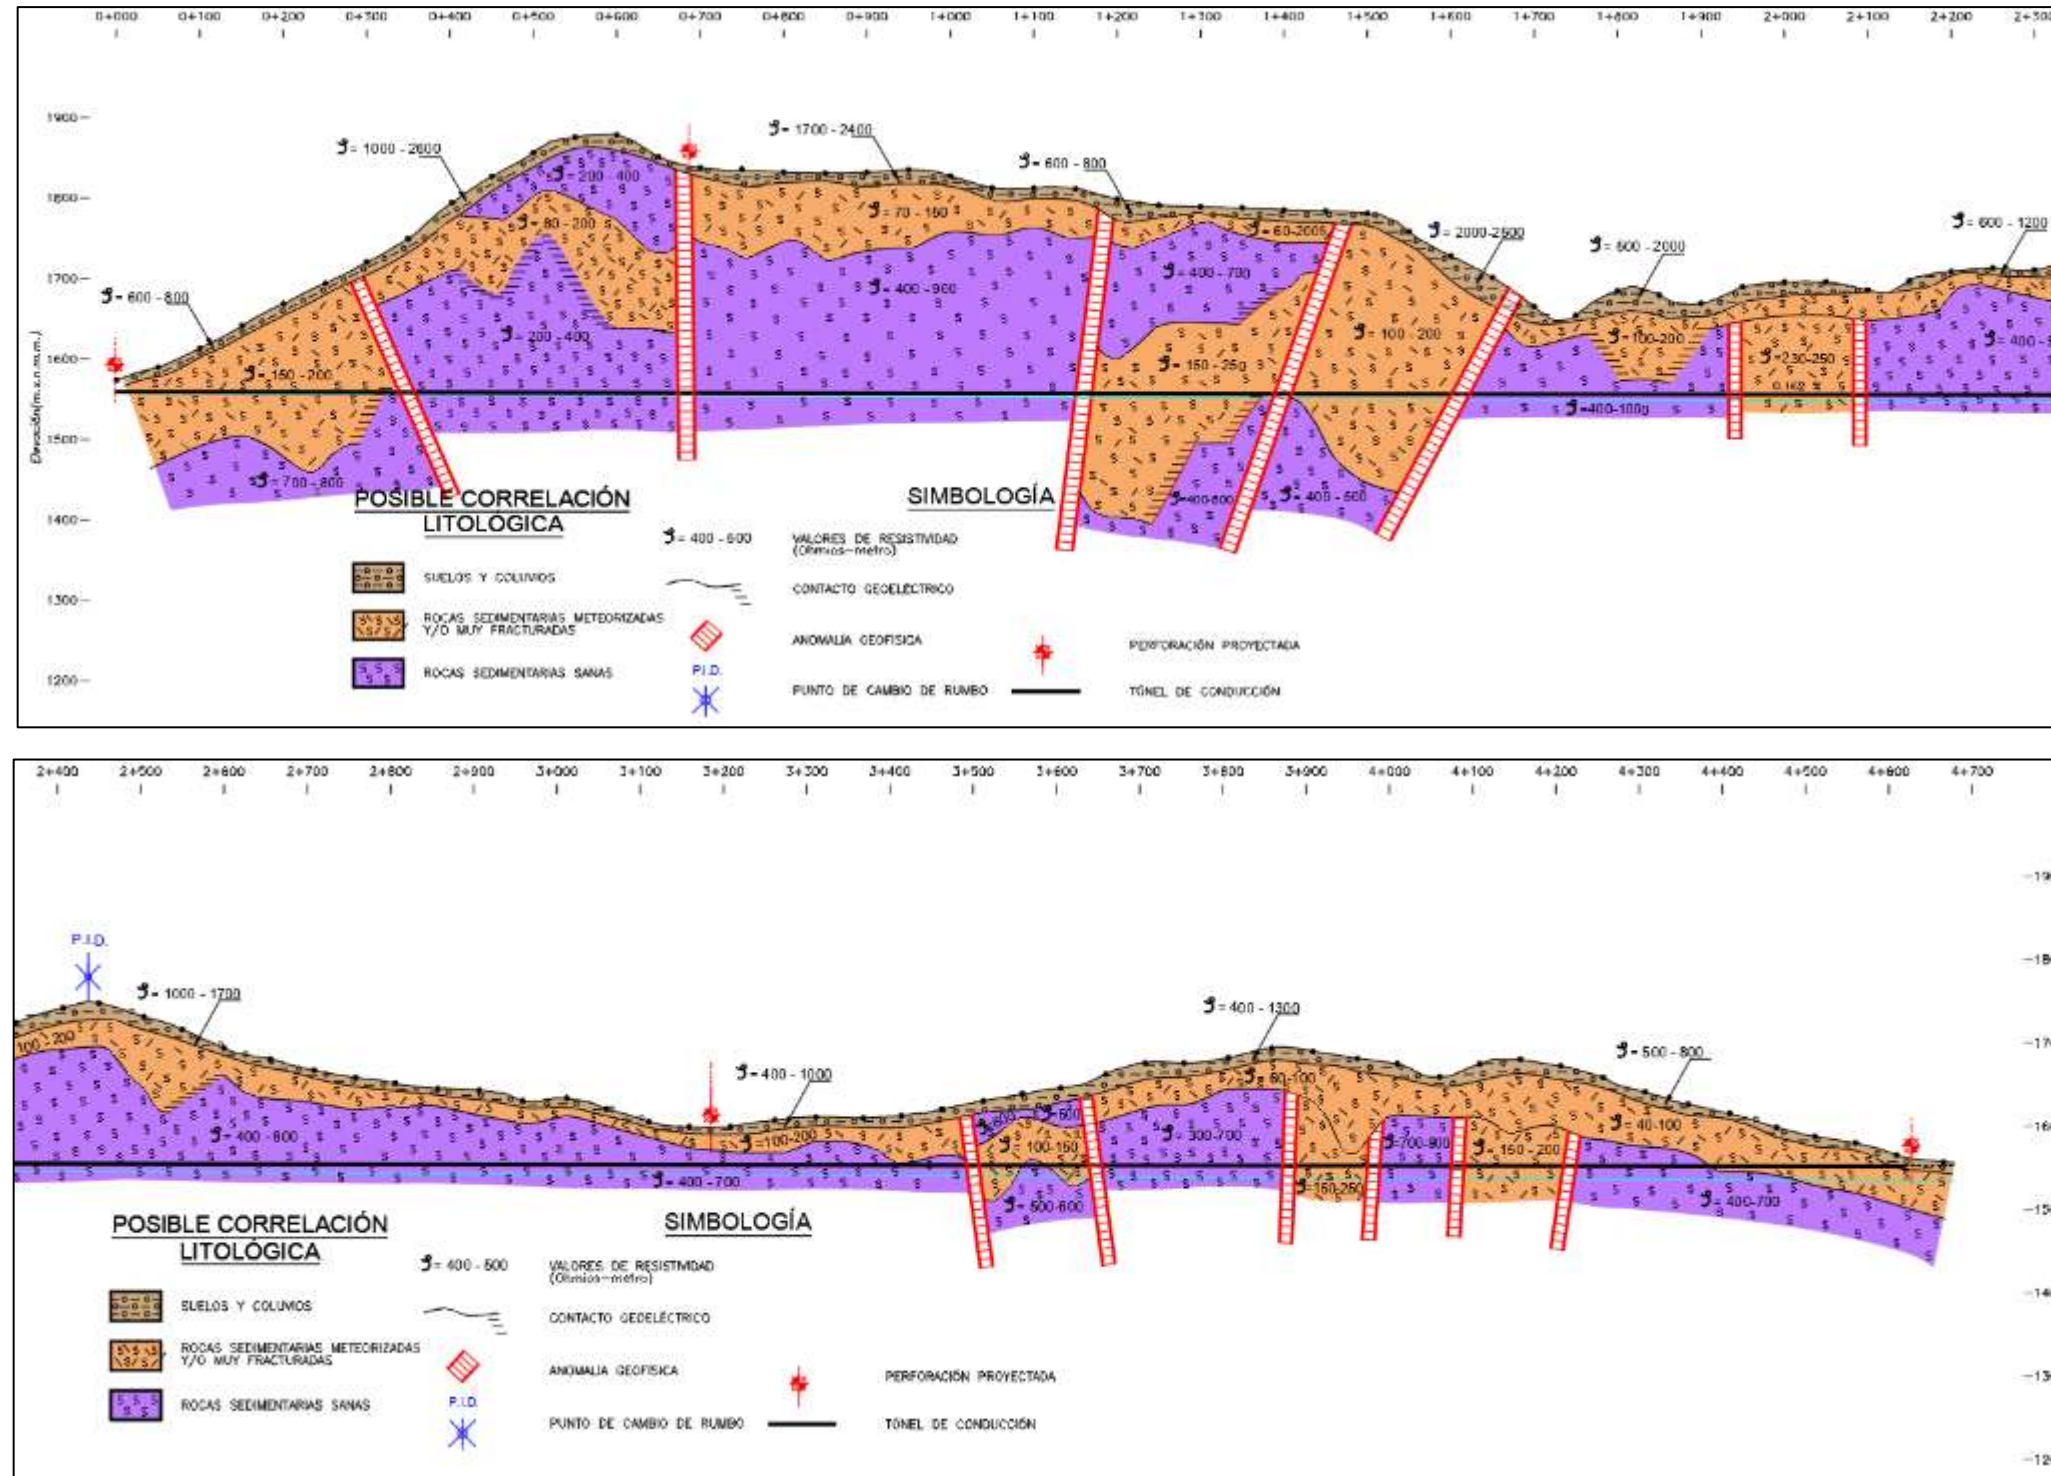 0+000 0+100 0+200 0+300 0+400 0+500 0+600 0+700 0+800 0+900 1+000 1+100 1+200 1+300 1+400 1+500 1+600 1+700 1+800 1+900 2+000 2+100 2+200 2+300
1900
1800
1700
1600
1500
1400
1300
1200
Elevación(m.s.n.m.m.)
= 1000 - 2600
= 1700 - 2400
= 600 - 800
= 200 - 400
= 80 - 200
= 70 - 150
= 60-200
= 2000-2500
= 600 - 1200
= 600 - 800
= 400 - 700
= 400 - 900
= 200 - 400
= 100 - 200
= 100-200
= 150 - 200
= 150 - 250
= 230-250
= 400-1000
= 700 - 800
= 400 - 500
POSIBLE CORRELACIÓN
LITOLÓGICA
SUELOS Y COLUVIOS
ROCAS SEDIMENTARIAS METEORIZADAS
Y/O MUY FRACTURADAS
ROCAS SEDIMENTARIAS SANAS
SIMBOLOGÍA
VALORES DE RESISTIVIDAD
(Ohmios-metro)
CONTACTO GEOELÉCTRICO
ANOMALIA GEOFISICA
P.I.D.
PUNTO DE CAMBIO DE RUMBO
PERFORACIÓN PROYECTADA
TÚNEL DE CONDUCCIÓN
2+400 2+500 2+600 2+700 2+800 2+900 3+000 3+100 3+200 3+300 3+400 3+500 3+600 3+700 3+800 3+900 4+000 4+100 4+200 4+300 4+400 4+500 4+600 4+700
P.I.D.
= 1000 - 1700
100 - 200
= 400 - 1000
= 400 - 1300
= 500 - 800
= 100-200
= 100-150
= 300-700
= 700-900
= 150 - 200
= 40-100
= 400 - 700
= 500-600
= 150-250
= 400-700
POSIBLE CORRELACIÓN
LITOLÓGICA
SUELOS Y COLUVIOS
ROCAS SEDIMENTARIAS METEORIZADAS
Y/O MUY FRACTURADAS
ROCAS SEDIMENTARIAS SANAS
SIMBOLOGÍA
VALORES DE RESISTIVIDAD
(Ohmios-metro)
CONTACTO GEOELÉCTRICO
ANOMALIA GEOFISICA
P.I.D.
PUNTO DE CAMBIO DE RUMBO
PERFORACIÓN PROYECTADA
TÚNEL DE CONDUCCIÓN